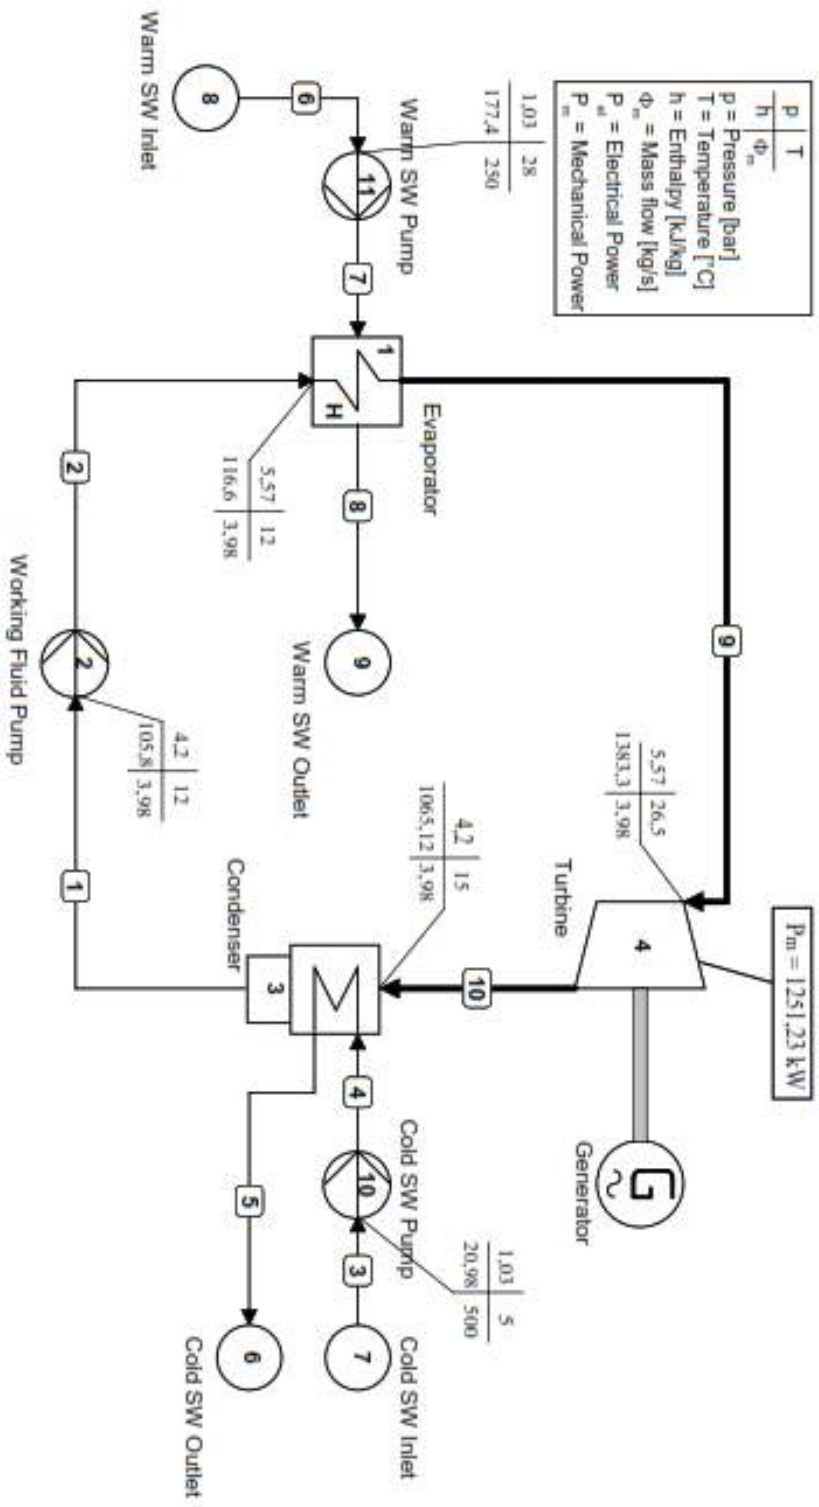 p T
h Φm
p = Pressure [bar]
T = Temperature [°C]
h = Enthalpy [kJ/kg]
Φm = Mass flow [kg/s]
Pel = Electrical Power
Pm = Mechanical Power
Pm = 1251,23 kW
9
5,57 26,5
1383,3 3,98
4
Turbine
G
~
Generator
1,03 28
177,4 250
Warm SW Pump
8
6
11
7
Warm SW Inlet
1
H
Evaporator
8
9
Warm SW Outlet
5,57 12
116,6 3,98
4,2 15
1065,12 3,98
10
1,03 5
20,98 500
Cold SW Pump
Cold SW Inlet
4
10
3
7
3
Condenser
5
6
Cold SW Outlet
4,2 12
105,8 3,98
2
2
1
Working Fluid Pump